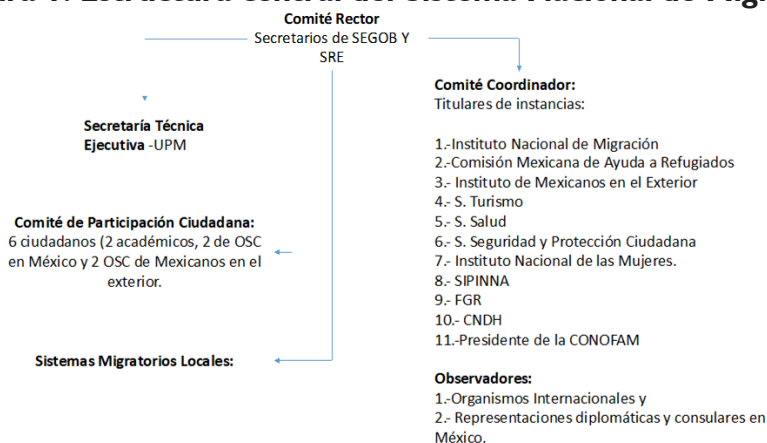 Comité Rector
Secretarios de SEGOB Y
SRE
Secretaría Técnica
Ejecutiva -UPM
Comité de Participación Ciudadana:
6 ciudadanos (2 académicos, 2 de OSC
en México y 2 OSC de Mexicanos en el
exterior.
Sistemas Migratorios Locales:
Comité Coordinador:
Titulares de instancias:
1.-Instituto Nacional de Migración
2.-Comisión Mexicana de Ayuda a Refugiados
3.- Instituto de Mexicanos en el Exterior
4.- S. Turismo
5.- S. Salud
6.- S. Seguridad y Protección Ciudadana
7.- Instituto Nacional de las Mujeres.
8.- SIPINNA
9.- FGR
10.- CNDH
11.-Presidente de la CONOFAM
Observadores:
1.-Organismos Internacionales y
2.- Representaciones diplomáticas y consulares en
México.